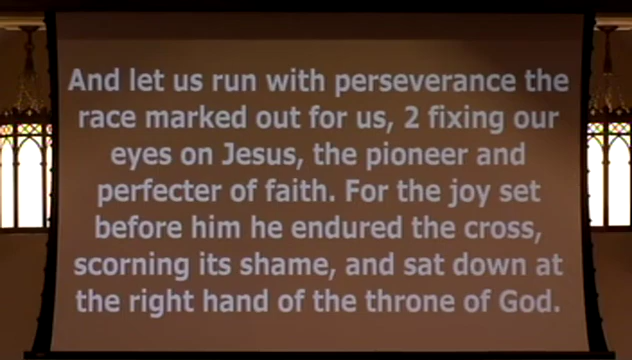 And let us run with perseverance the
race marked out for us, 2 fixing our
eyes on Jesus, the pioneer and
perfecter of faith. For the joy set
before him he endured the cross,
scorning its shame, and sat down at
the right hand of the throne of God.